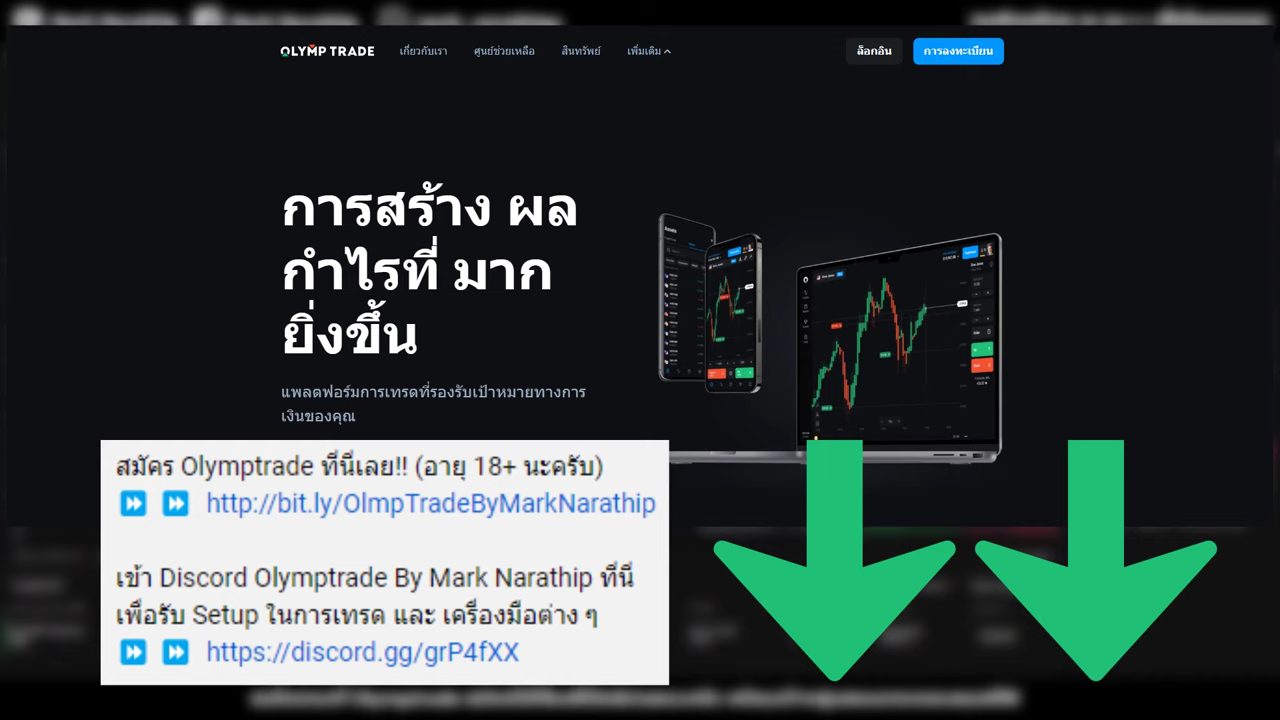 OLYMP TRADE เกี่ยวกับเรา ศูนย์ช่วยเหลือ สินทรัพย์ เพิ่มเติม ล็อกอิน การลงทะเบียน
การสร้าง ผล
กำไรที่ มาก
ยิ่งขึ้น
แพลตฟอร์มการเทรดที่รองรับเป้าหมายทางการ
เงินของคุณ
สมัคร Olymptrade ที่นี่เลย!! (อายุ 18+ นะครับ)
http://bit.ly/OlmpTradeByMarkNarathip
เข้า Discord Olymptrade By Mark Narathip ที่นี่
เพื่อรับ Setup ในการเทรด และ เครื่องมือต่าง ๆ
https://discord.gg/grP4fXX